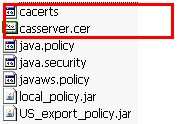 cacerts
casserver.cer
java.policy
java.security
javaws.policy
local_policy.jar
US_export_policy.jar